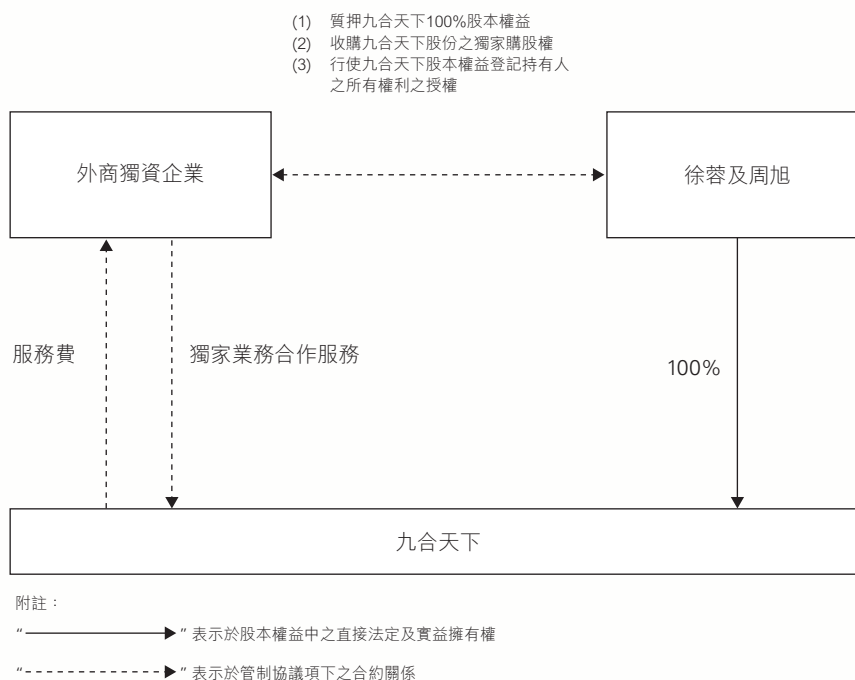 (1) 質押九合天下100%股本權益
(2) 收購九合天下股份之獨家購股權
(3) 行使九合天下股本權益登記持有人
之所有權利之授權
外商獨資企業
徐蓉及周旭
服務費
獨家業務合作服務
100%
九合天下
附註：
“ ” 表示於股本權益中之直接法定及實益擁有權
“ ” 表示於管制協議項下之合約關係